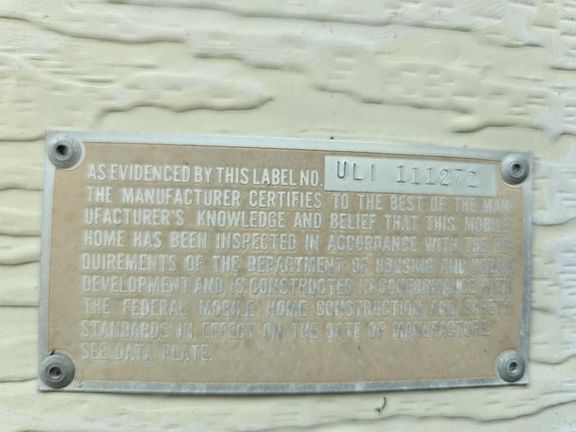 AS EVIDENCED BY THIS LABEL NO. ULI 111272
THE MANUFACTURER CERTIFIES TO THE BEST OF THE MAN-
UFACTURER'S KNOWLEDGE AND BELIEF THAT THIS MOBILE
HOME HAS BEEN INSPECTED IN ACCORDANCE WITH THE RE-
QUIREMENTS OF THE DEPARTMENT OF HOUSING AND URBAN
DEVELOPMENT AND IS CONSTRUCTED IN CONFORMANCE WITH
THE FEDERAL MOBILE HOME CONSTRUCTION AND SAFETY
STANDARDS IN EFFECT ON THE DATE OF MANUFACTURE.
SEE DATA PLATE.